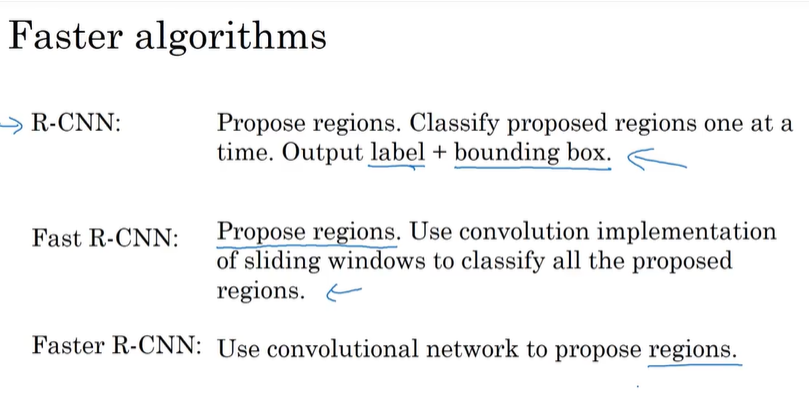 Faster algorithms
R-CNN: Propose regions. Classify proposed regions one at a
time. Output label + bounding box.
Fast R-CNN: Propose regions. Use convolution implementation
of sliding windows to classify all the proposed
regions.
Faster R-CNN: Use convolutional network to propose regions.